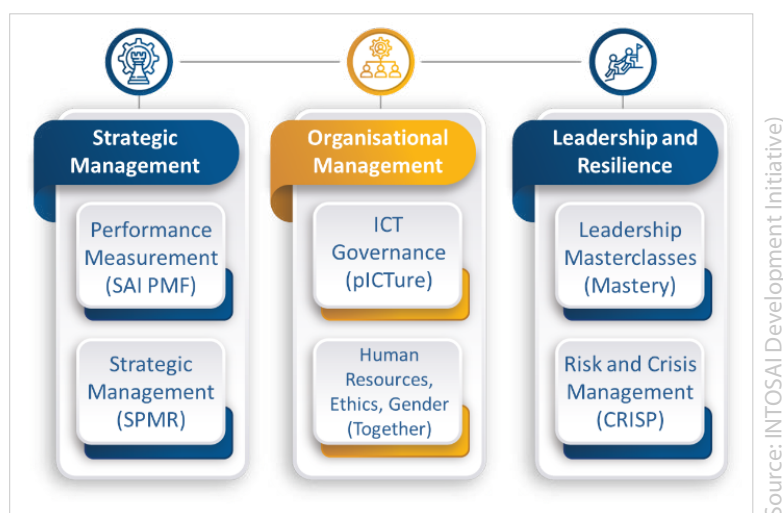 Strategic
Management
Performance
Measurement
(SAI PMF)
Strategic
Management
(SPMR)
Organisational
Management
ICT
Governance
(pICTure)
Human
Resources,
Ethics, Gender
(Together)
Leadership and
Resilience
Leadership
Masterclasses
(Mastery)
Risk and Crisis
Management
(CRISP)
Source: INTOSAI Development Initiative)